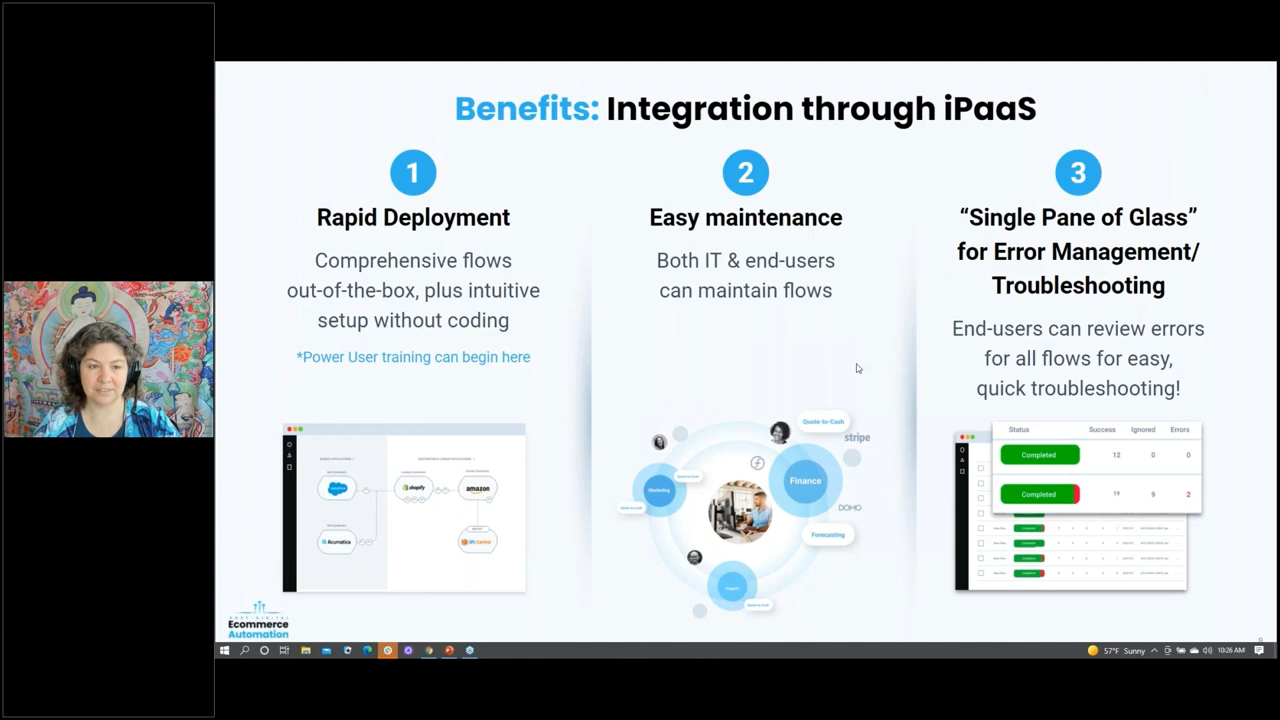 Benefits: Integration through iPaaS
1
Rapid Deployment
Comprehensive flows
out-of-the-box, plus intuitive
setup without coding
*Power User training can begin here
shopify
amazon
Acumatica
2
Easy maintenance
Both IT & end-users
can maintain flows
Quote-to-Cash
stripe
Marketing
Finance
DOMO
Forecasting
Support
3
“Single Pane of Glass”
for Error Management/
Troubleshooting
End-users can review errors
for all flows for easy,
quick troubleshooting!
Status Success Ignored Errors
Completed 12 0 0
Completed 19 9 2
Ecommerce
Automation
57°F Sunny
10:26 AM